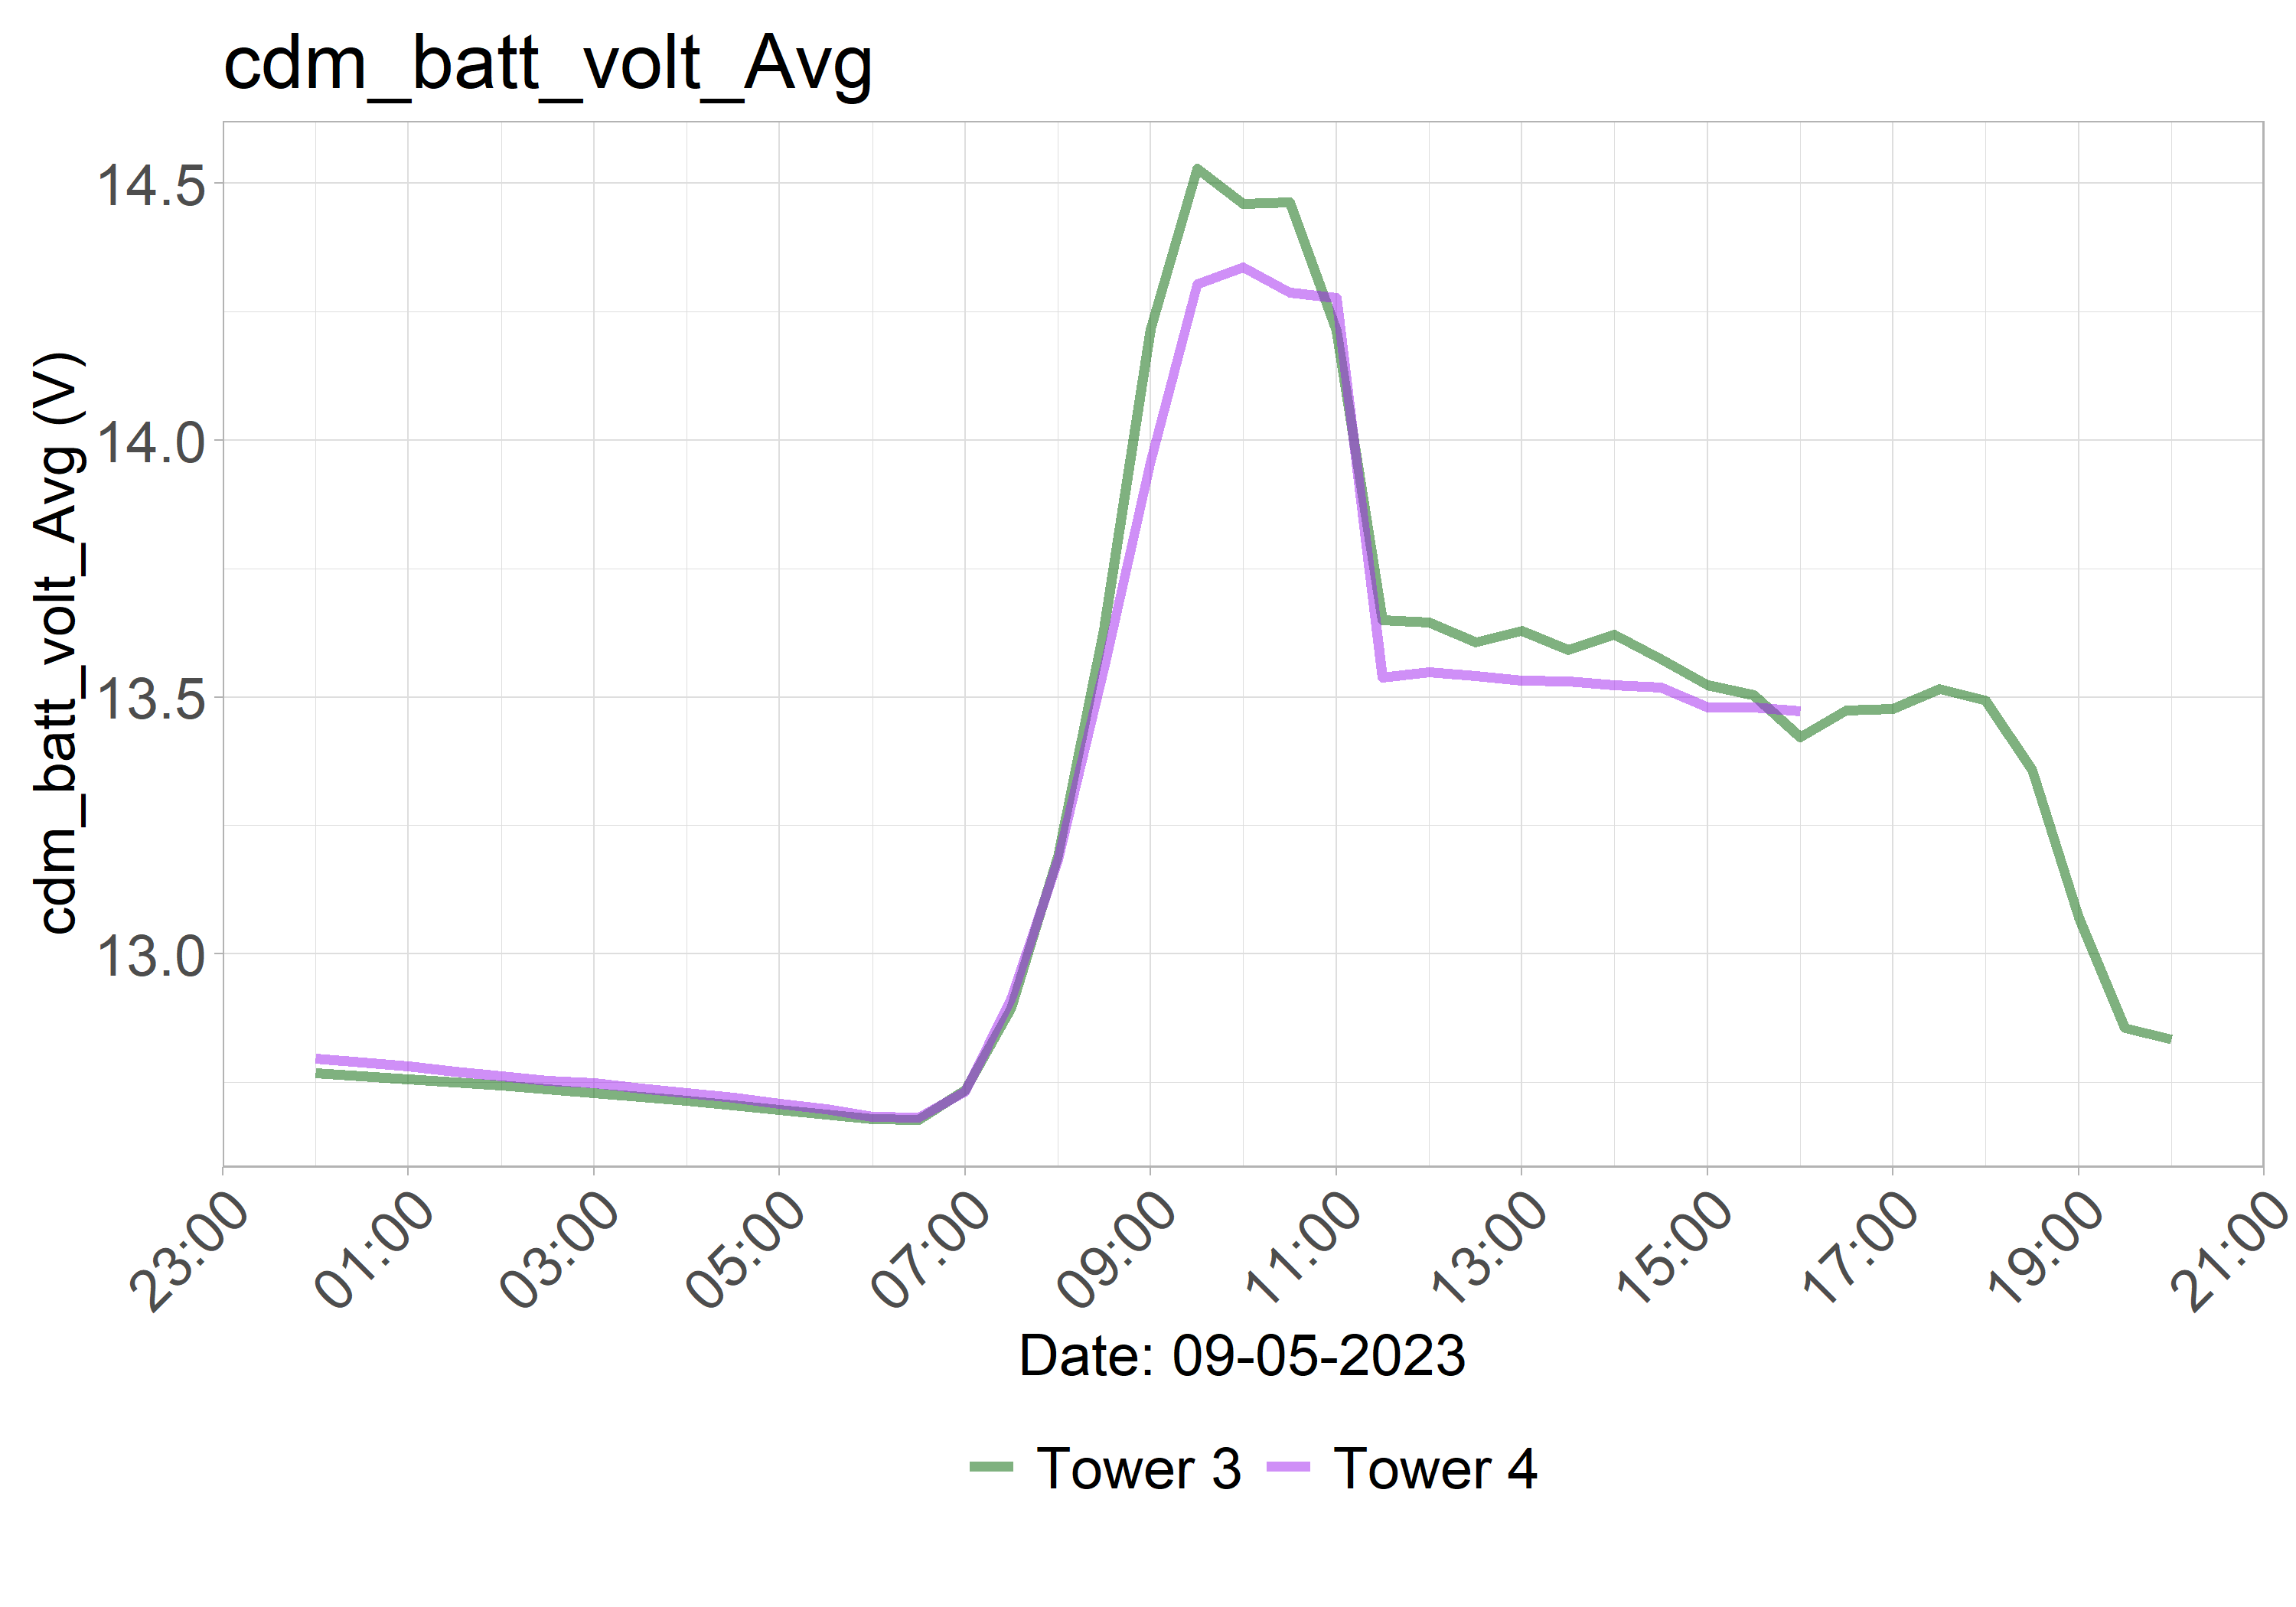 cdm_batt_volt_Avg
cdm_batt_volt_Avg (V)
14.5
14.0
13.5
13.0
23:00 01:00 03:00 05:00 07:00 09:00 11:00 13:00 15:00 17:00 19:00 21:00
Date: 09-05-2023
Tower 3 Tower 4